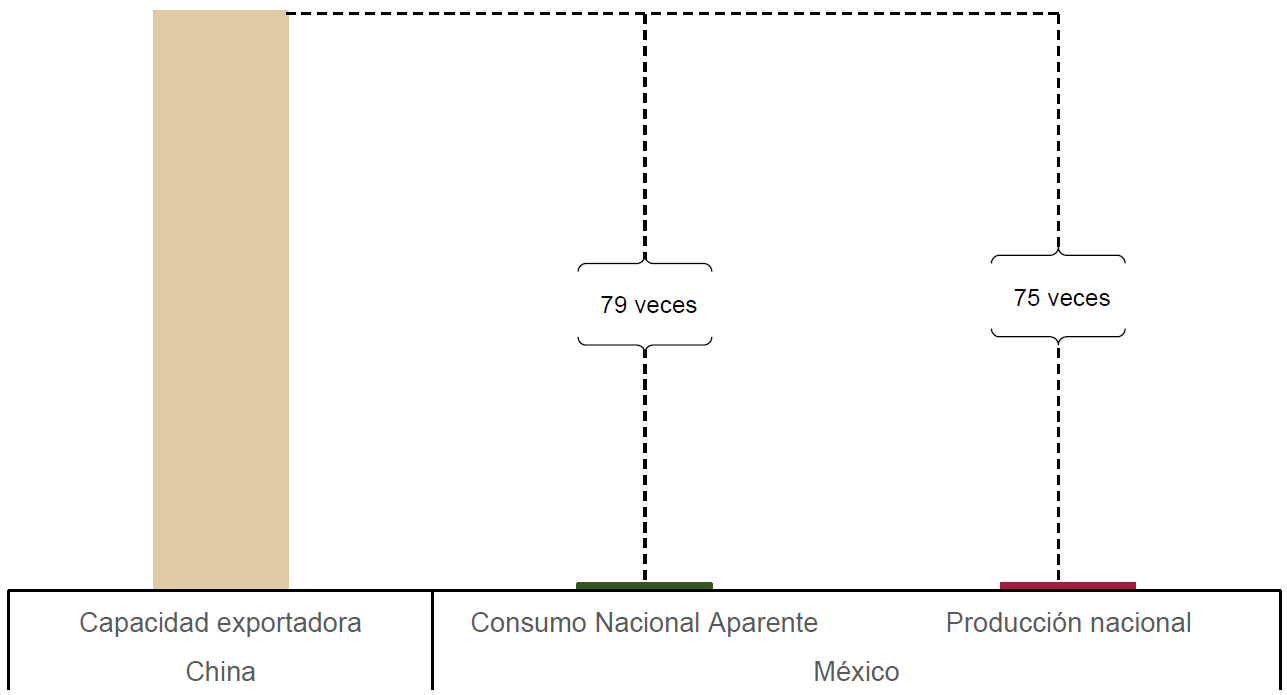 79 veces
75 veces
Capacidad exportadora
Consumo Nacional Aparente
Producción nacional
China
México